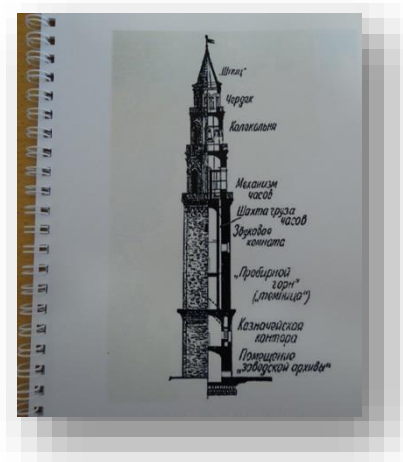 „Шпиц"
Чердак
Колокольня
Механизм
часов
Шахта груза
часов
Звуковая
комната
„Пробирной
горн"
(„темница")
Казначейская
контора
Помещение
„заводской архивы"